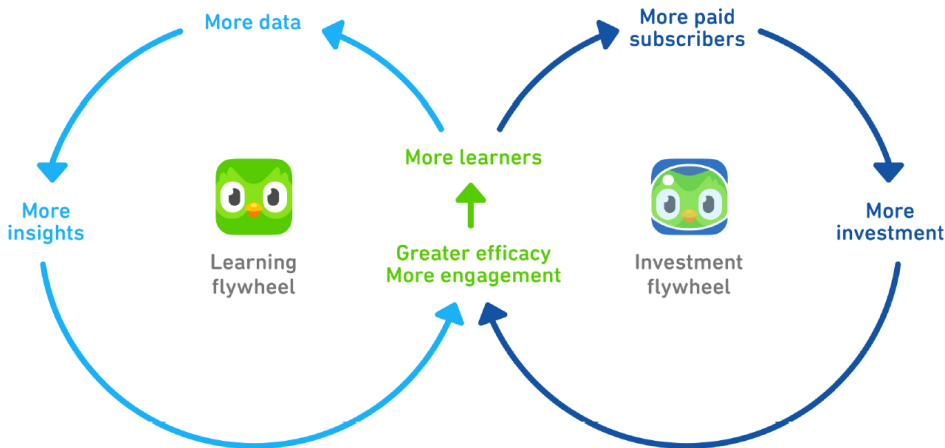 More data
More paid
subscribers
More learners
More
insights
More
investment
Greater efficacy
More engagement
Learning
flywheel
Investment
flywheel